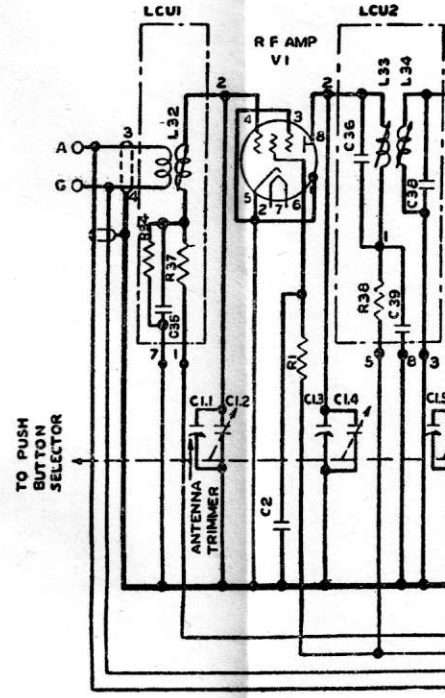 LCU1
LCU2
R F AMP
V1
2
4
3
8
2
L32
L33
L34
C36
C38
A
3
G
4
5
2
7
6
R34
R37
C35
1
R38
C39
R1
7
1
5
8
3
C1.1
C1.2
C1.3
C1.4
C1.5
TO PUSH
BUTTON
SELECTOR
ANTENNA
TRIMMER
C2